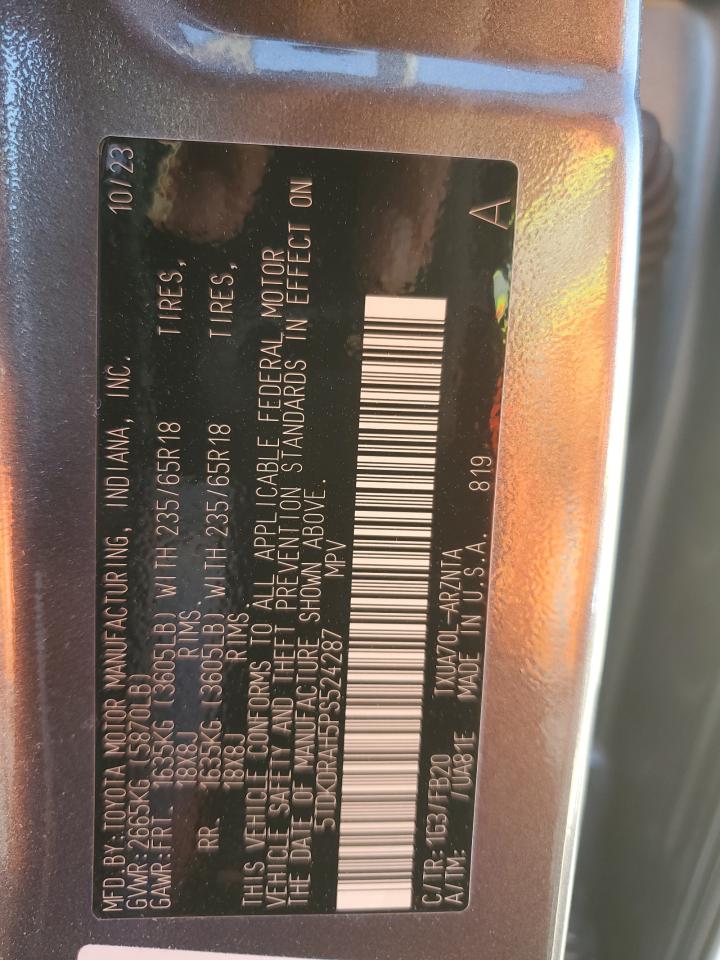 MFD.BY:TOYOTA MOTOR MANUFACTURING, INDIANA, INC. 10/23
GVWR:2665KG (5870LB)
GAWR:FRT. 1635KG (3605LB) WITH 235/65R18 TIRES,
18X8J RIMS.
RR. 1635KG (3605LB) WITH 235/65R18 TIRES,
18X8J RIMS.
THIS VEHICLE CONFORMS TO ALL APPLICABLE FEDERAL MOTOR
VEHICLE SAFETY AND THEFT PREVENTION STANDARDS IN EFFECT ON
THE DATE OF MANUFACTURE SHOWN ABOVE.
5TDKDRAH5PS524287 MPV
C/TR:1G3/FB20 TXUA70L-ARZNTA A
A/TM: /UA81E MADE IN U.S.A. 819